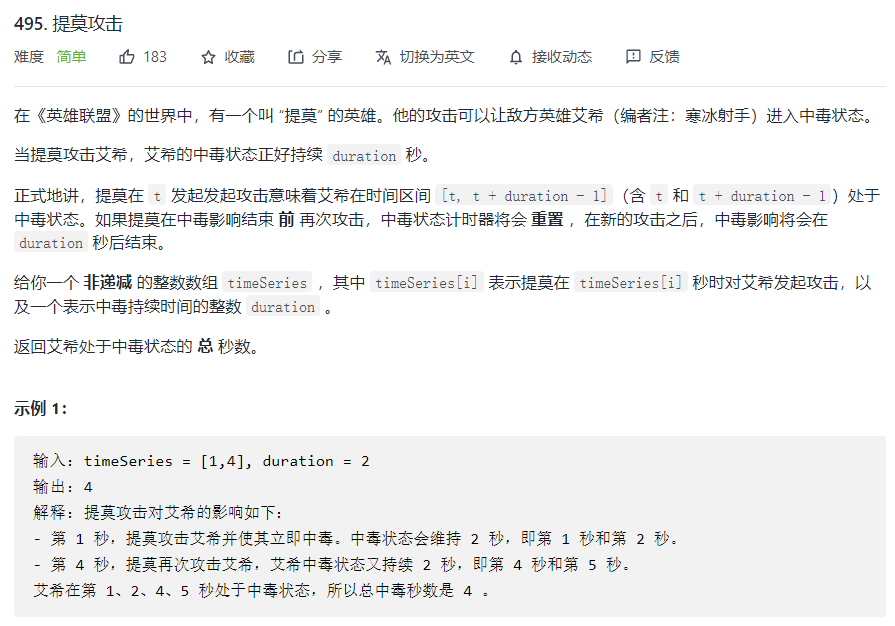 495. 提莫攻击
难度 简单 183 收藏 分享 切换为英文 接收动态 反馈
在《英雄联盟》的世界中，有一个叫 “提莫” 的英雄。他的攻击可以让敌方英雄艾希（编者注：寒冰射手）进入中毒状态。
当提莫攻击艾希，艾希的中毒状态正好持续 duration 秒。
正式地讲，提莫在 t 发起发起攻击意味着艾希在时间区间 [t, t + duration - 1]（含 t 和 t + duration - 1）处于
中毒状态。如果提莫在中毒影响结束 前 再次攻击，中毒状态计时器将会 重置 ，在新的攻击之后，中毒影响将会在
duration 秒后结束。
给你一个 非递减 的整数数组 timeSeries ，其中 timeSeries[i] 表示提莫在 timeSeries[i] 秒时对艾希发起攻击，以
及一个表示中毒持续时间的整数 duration 。
返回艾希处于中毒状态的 总 秒数。
示例 1：
输入：timeSeries = [1,4], duration = 2
输出：4
解释：提莫攻击对艾希的影响如下：
- 第 1 秒，提莫攻击艾希并使其立即中毒。中毒状态会维持 2 秒，即第 1 秒和第 2 秒。
- 第 4 秒，提莫再次攻击艾希，艾希中毒状态又持续 2 秒，即第 4 秒和第 5 秒。
艾希在第 1、2、4、5 秒处于中毒状态，所以总中毒秒数是 4 。